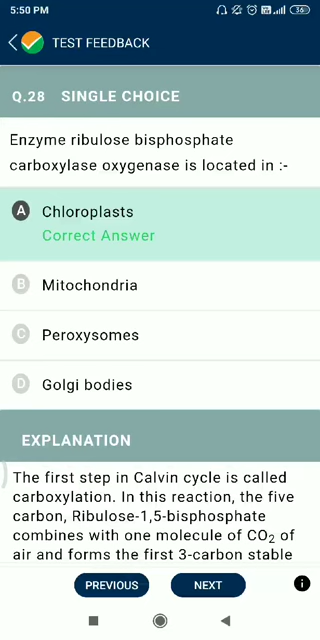 5:50 PM
36
TEST FEEDBACK
Q.28 SINGLE CHOICE
Enzyme ribulose bisphosphate
carboxylase oxygenase is located in :-
A Chloroplasts
Correct Answer
B Mitochondria
C Peroxysomes
D Golgi bodies
EXPLANATION
The first step in Calvin cycle is called
carboxylation. In this reaction, the five
carbon, Ribulose-1,5-bisphosphate
combines with one molecule of CO₂ of
air and forms the first 3-carbon stable
PREVIOUS NEXT